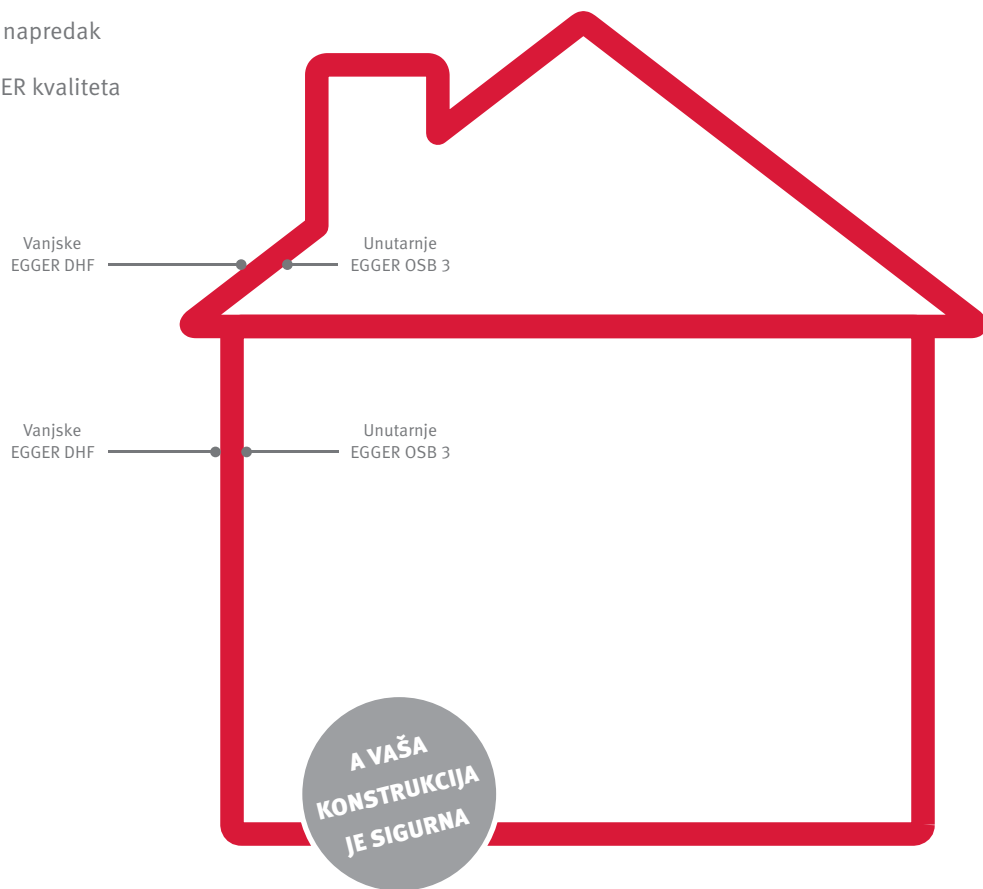 napredak
ER kvaliteta
Vanjske
EGGER DHF
Unutarnje
EGGER OSB 3
Vanjske
EGGER DHF
Unutarnje
EGGER OSB 3
A VAŠA
KONSTRUKCIJA
JE SIGURNA